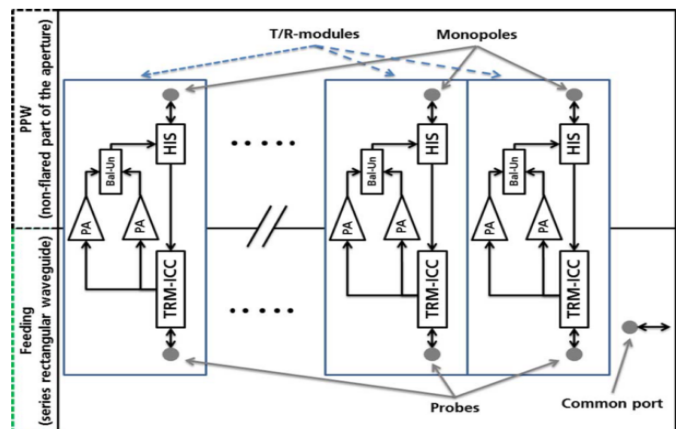 T/R-modules
Monopoles
PPW
(non-flared part of the aperture)
HIS
Bal-Un
PA
PA
TRM-ICC
HIS
Bal-Un
PA
PA
TRM-ICC
HIS
Bal-Un
PA
PA
TRM-ICC
Feeding
(series rectangular waveguide)
Probes
Common port